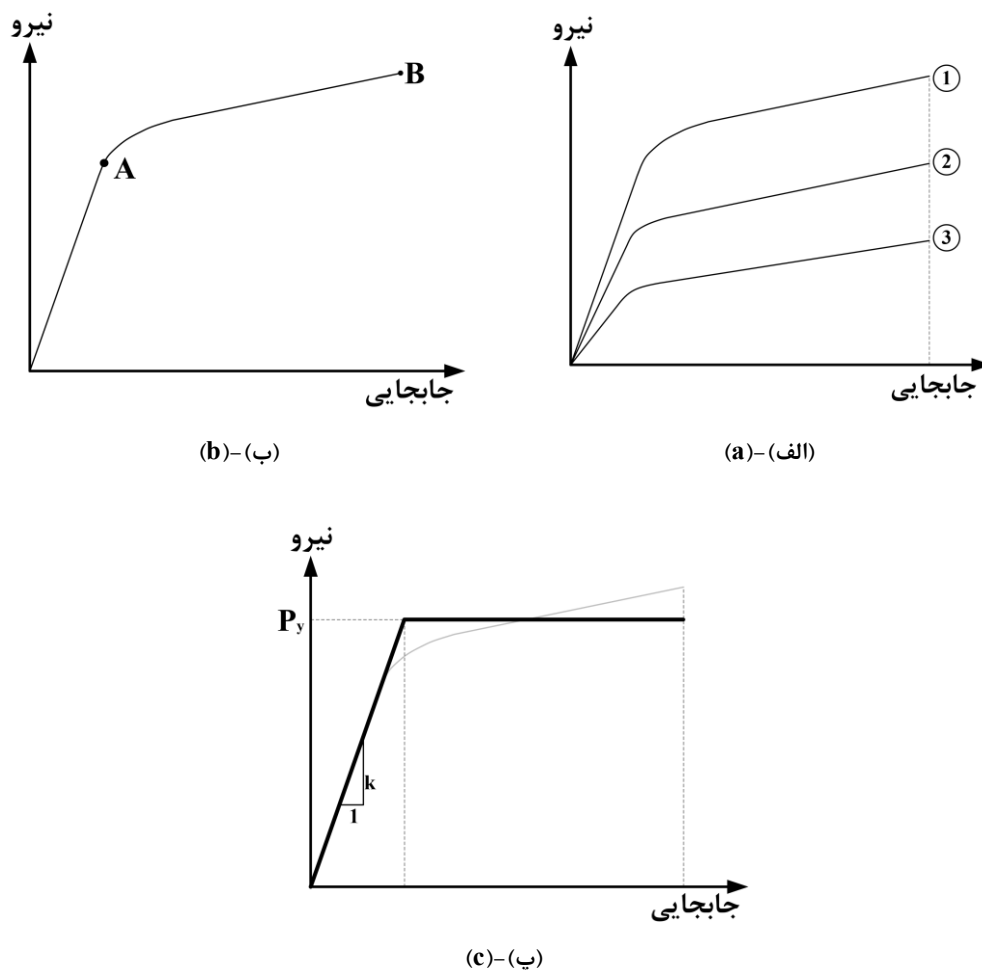 نیرو
B
A
جابجایی
(ب)-(b)
نیرو
1
2
3
جابجایی
(الف)-(a)
نیرو
Py
k
1
جابجایی
(پ)-(c)